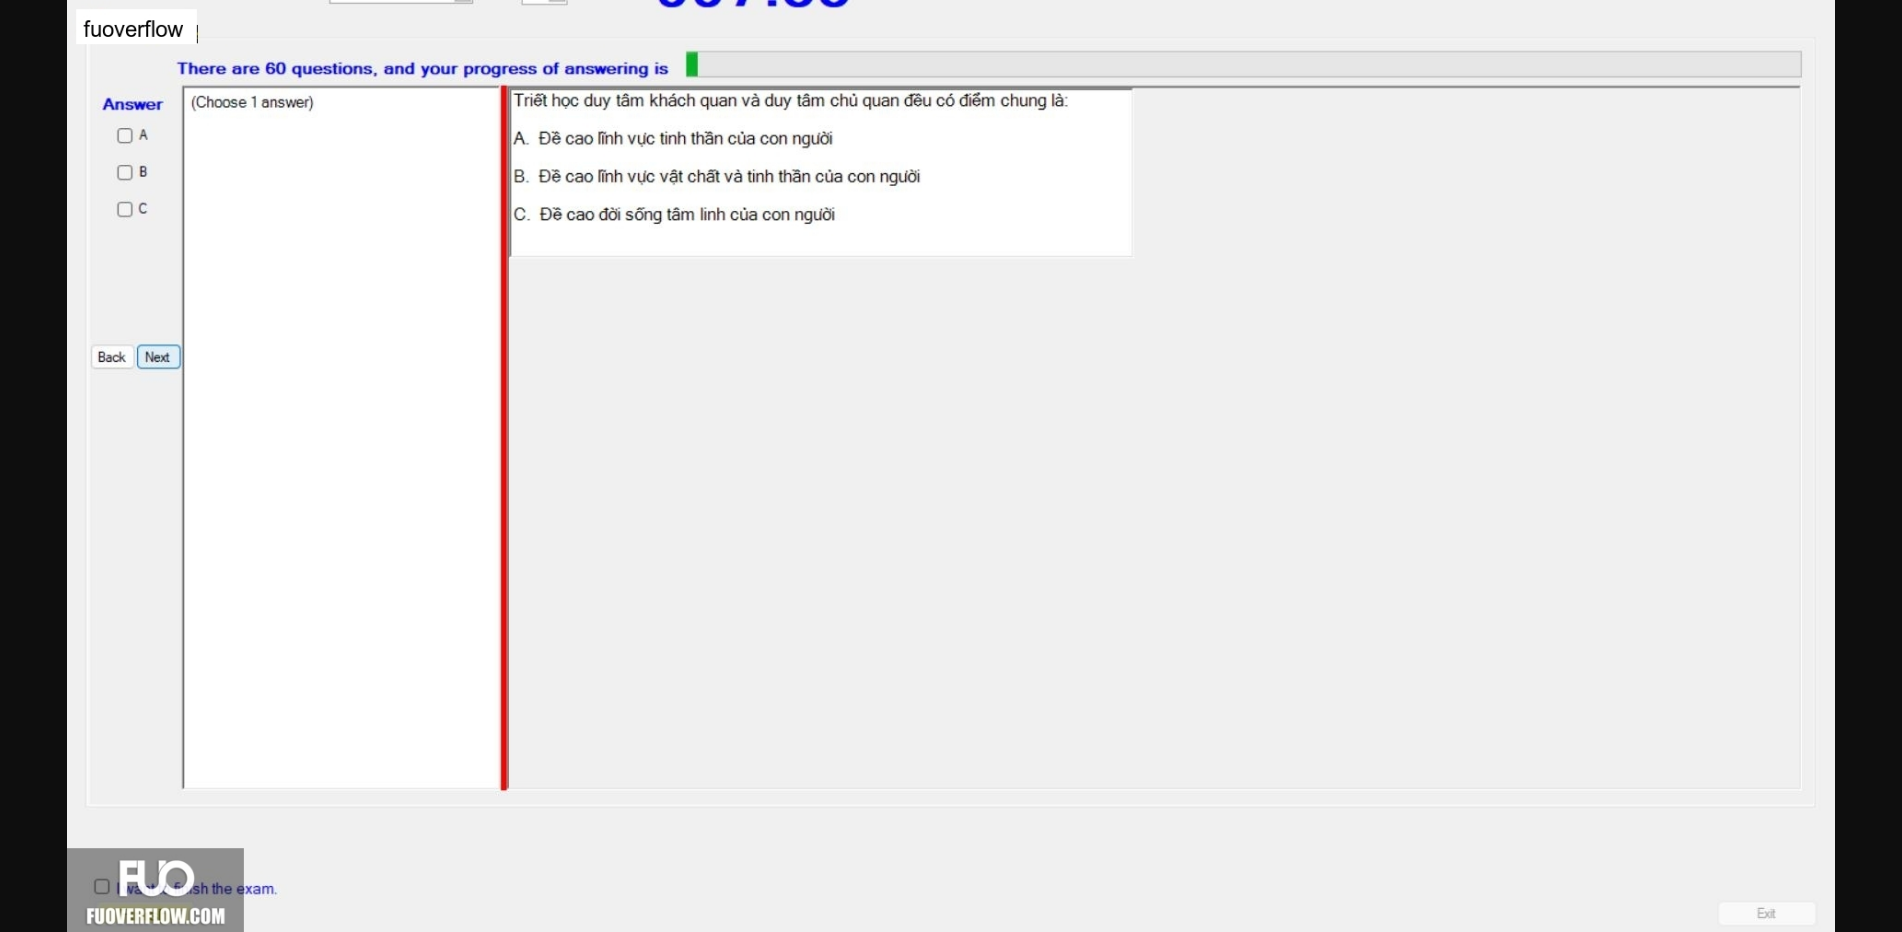 fuoverflow
There are 60 questions, and your progress of answering is
Answer
(Choose 1 answer)
A
B
C
Triết học duy tâm khách quan và duy tâm chủ quan đều có điểm chung là:
A. Đề cao lĩnh vực tinh thần của con người
B. Đề cao lĩnh vực vật chất và tinh thần của con người
C. Đề cao đời sống tâm linh của con người
Back Next
FUO
finish the exam.
FUOVERFLOW.COM
Exit